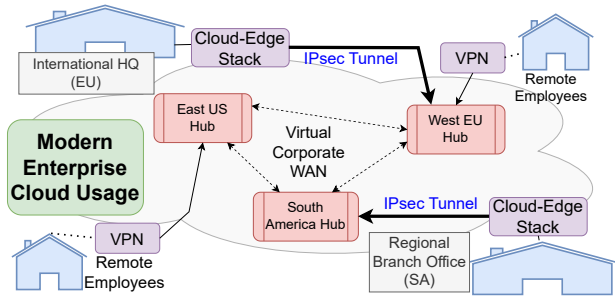 International HQ
(EU)
Cloud-Edge
Stack
IPsec Tunnel
VPN
Remote
Employees
East US
Hub
West EU
Hub
Virtual
Corporate
WAN
Modern
Enterprise
Cloud Usage
South
America Hub
IPsec Tunnel
Cloud-Edge
Stack
VPN
Remote
Employees
Regional
Branch Office
(SA)